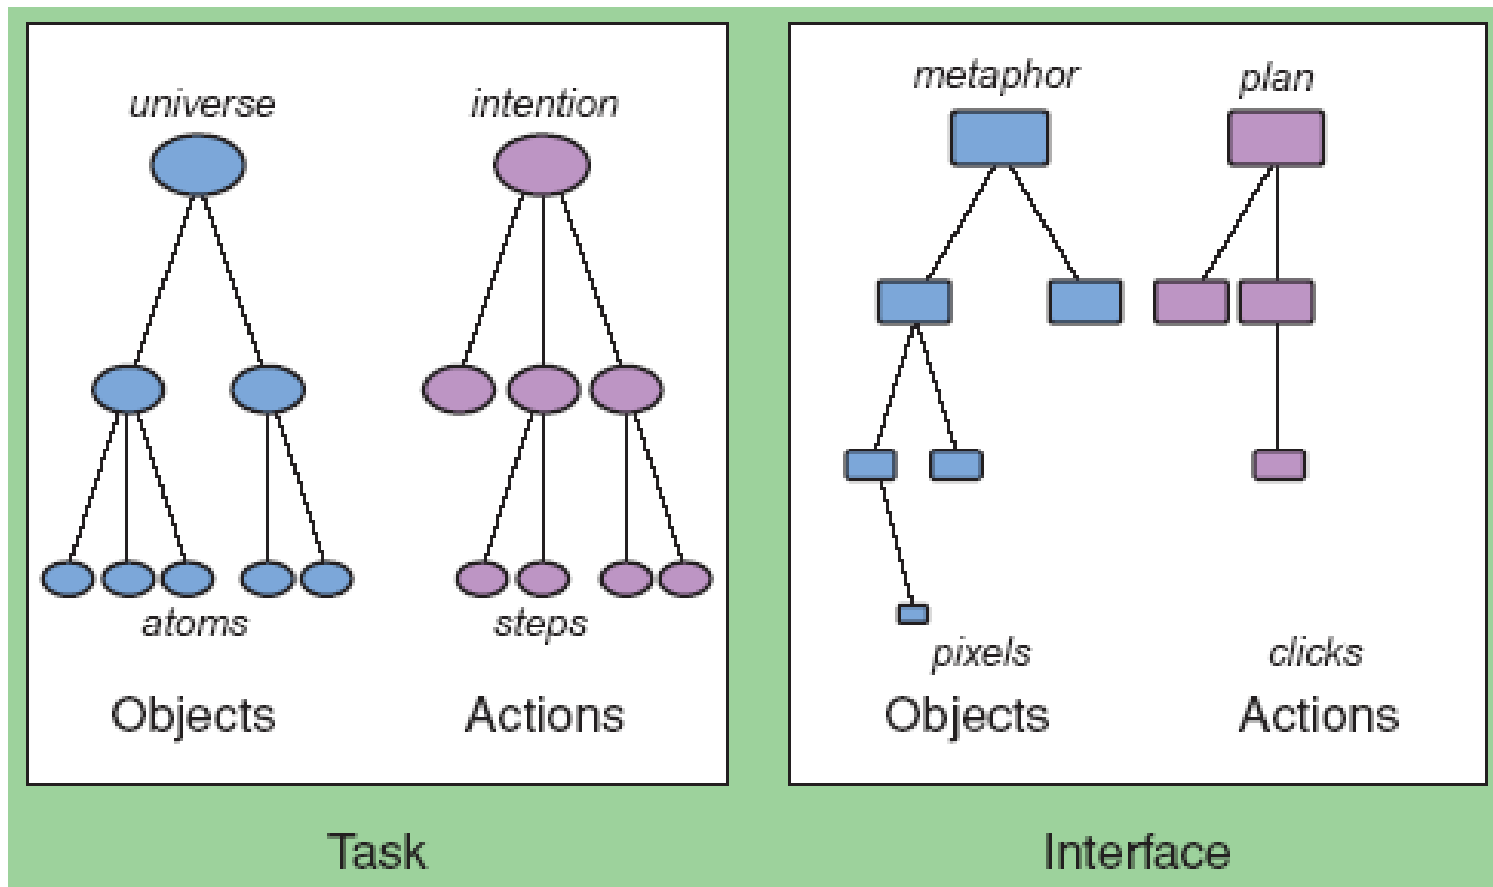 universe
intention
atoms
steps
Objects
Actions
Task
metaphor
plan
pixels
clicks
Objects
Actions
Interface